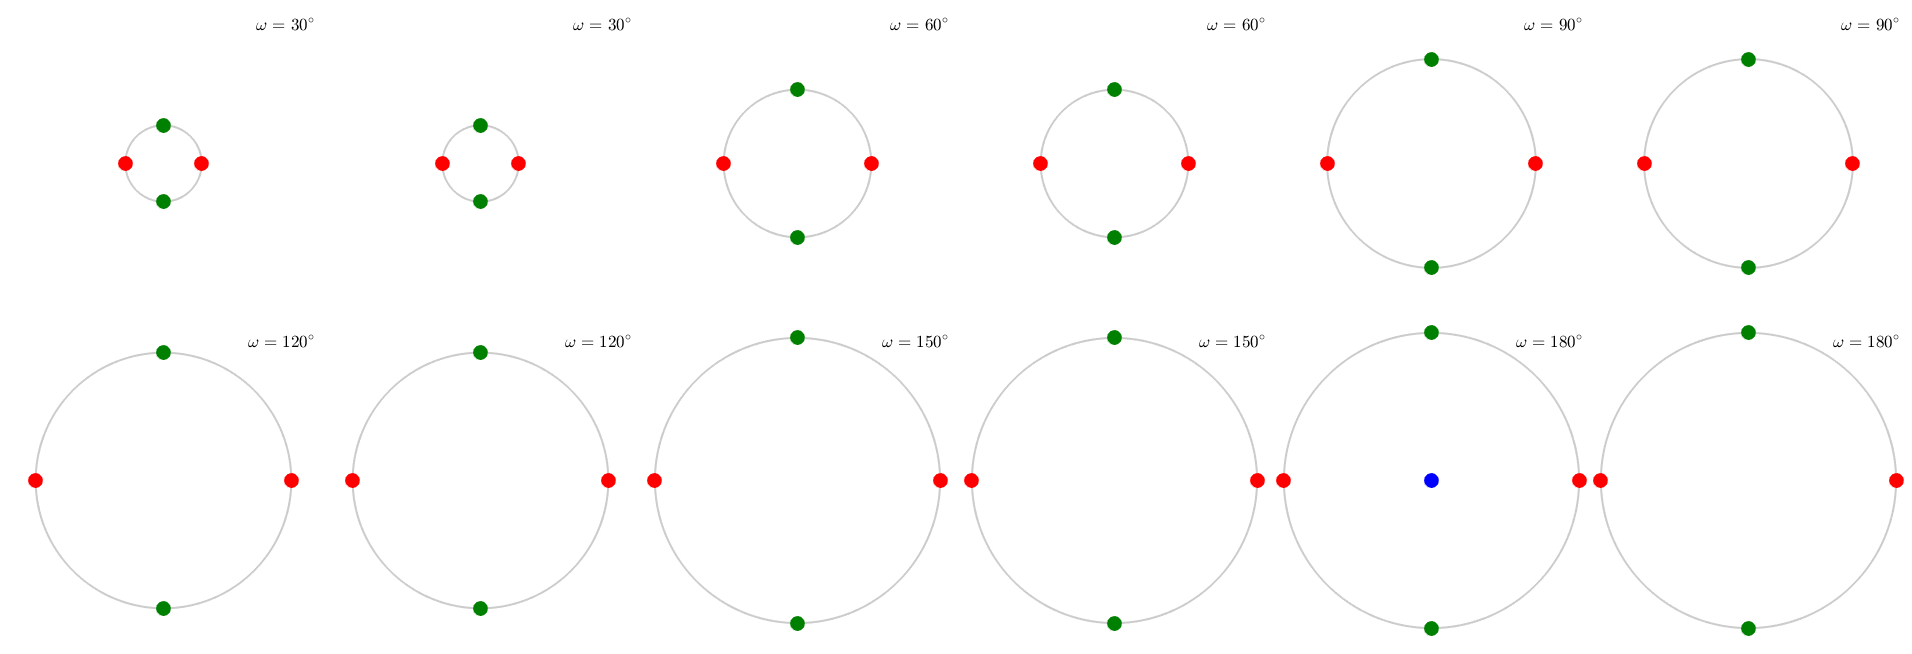 ω = 30°
ω = 30°
ω = 60°
ω = 60°
ω = 90°
ω = 90°
ω = 120°
ω = 120°
ω = 150°
ω = 150°
ω = 180°
ω = 180°